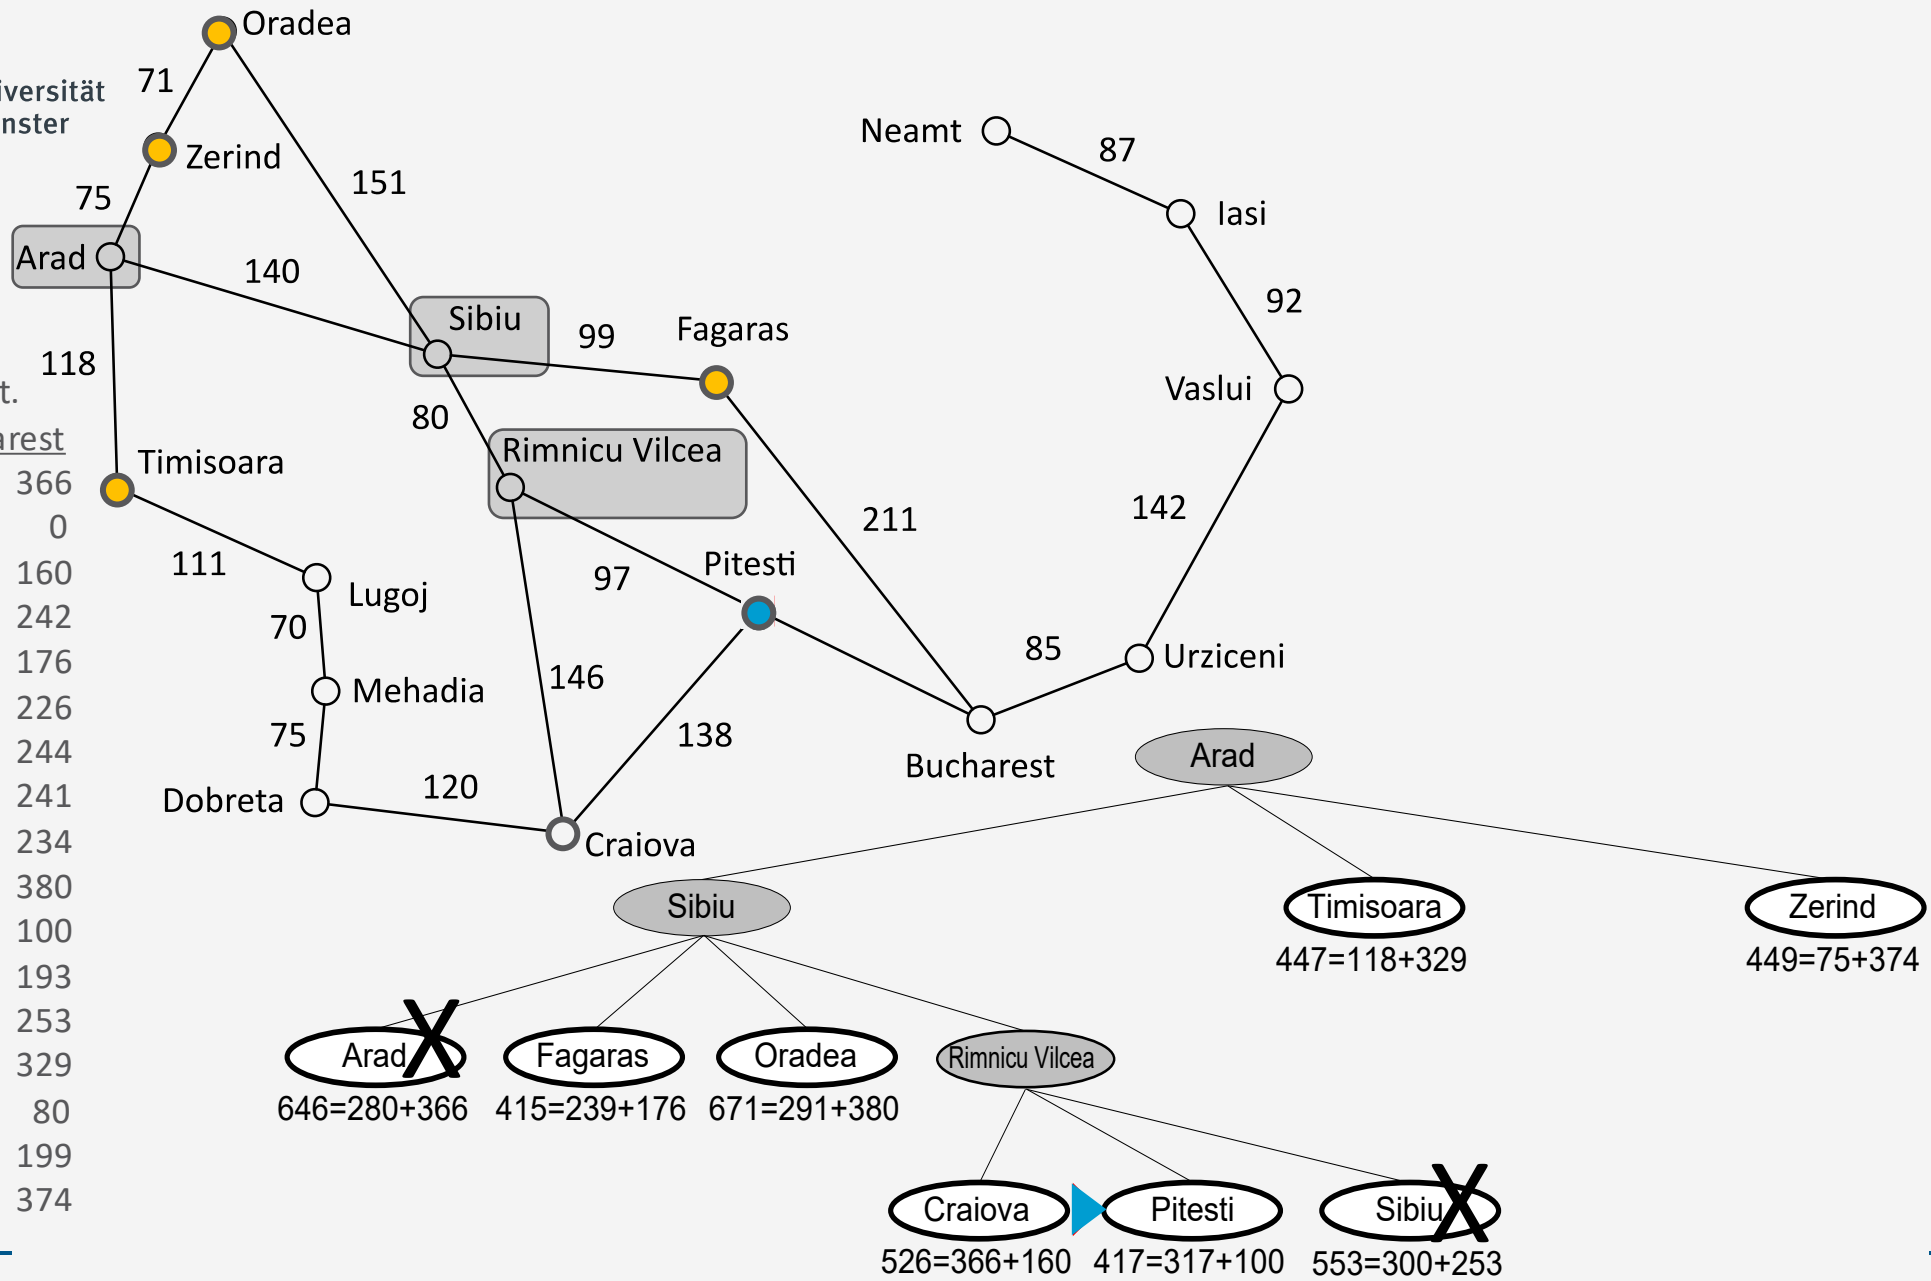 Oradea
71
iversität
nster
Zerind
Neamt
87
151
75
Iasi
Arad
140
92
Sibiu
99
Fagaras
118
t.
Vaslui
80
arest
Rimnicu Vilcea
Timisoara
366
142
211
0
111
97
Pitesti
160
Lugoj
242
70
85
Urziceni
176
146
Mehadia
226
75
138
244
Bucharest
Arad
241
120
Dobreta
234
Craiova
380
Sibiu
Timisoara
Zerind
100
447=118+329
449=75+374
193
253
Arad X
Fagaras
Oradea
Rimnicu Vilcea
329
646=280+366
415=239+176
671=291+380
80
199
374
Craiova
Pitesti
Sibiu X
526=366+160
417=317+100
553=300+253